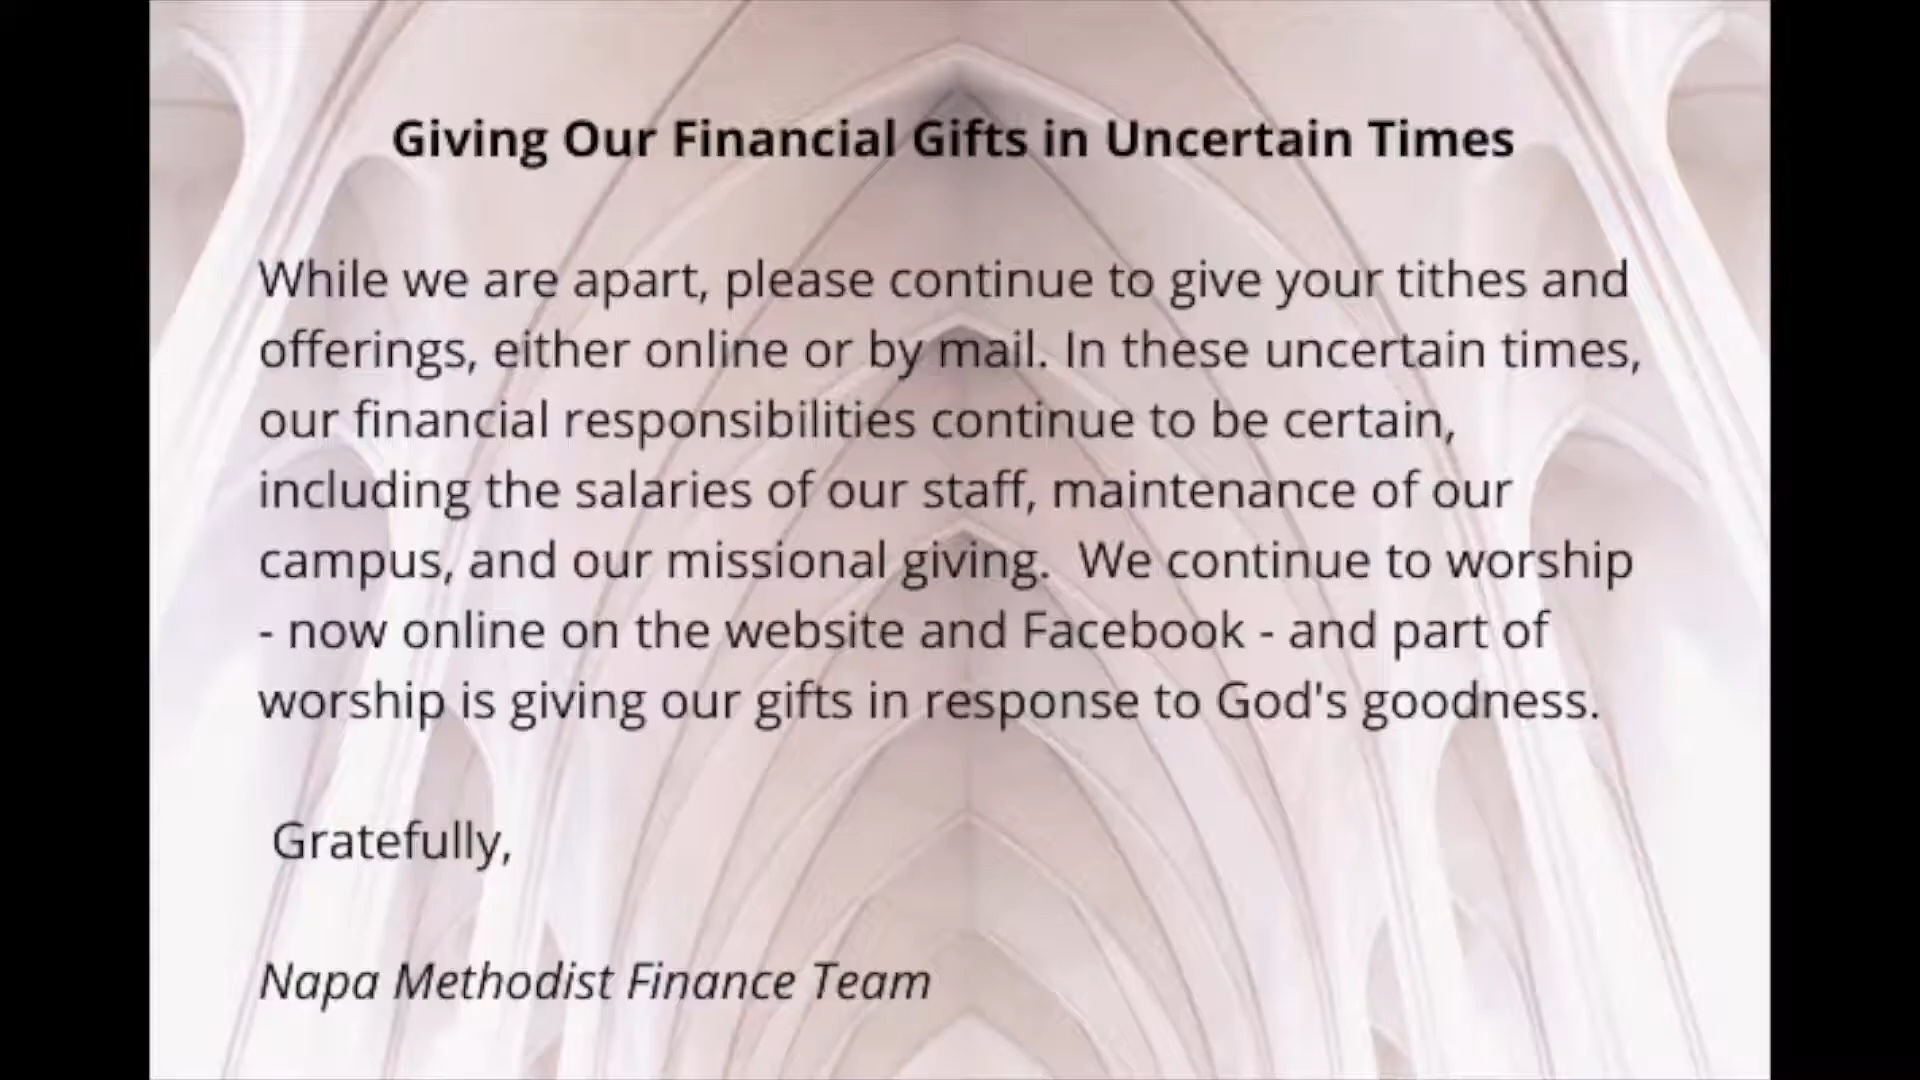 Giving Our Financial Gifts in Uncertain Times
While we are apart, please continue to give your tithes and
offerings, either online or by mail. In these uncertain times,
our financial responsibilities continue to be certain,
including the salaries of our staff, maintenance of our
campus, and our missional giving.  We continue to worship
- now online on the website and Facebook - and part of
worship is giving our gifts in response to God's goodness.
Gratefully,
Napa Methodist Finance Team